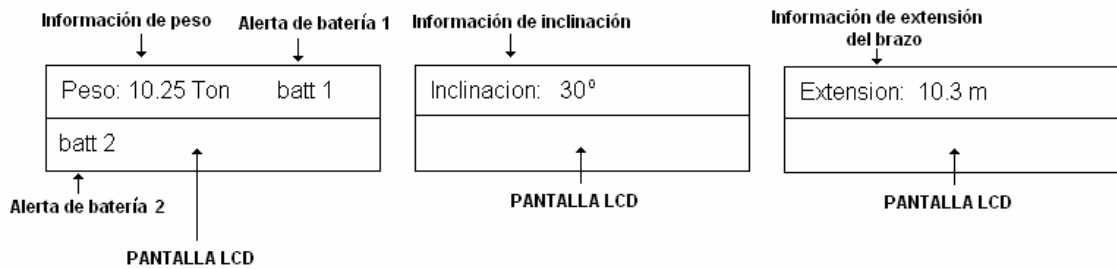 Información de peso
Alerta de batería 1
Peso: 10.25 Ton batt 1
batt 2
Alerta de batería 2
PANTALLA LCD
Información de inclinación
Inclinacion: 30º
PANTALLA LCD
Información de extensión
del brazo
Extension: 10.3 m
PANTALLA LCD